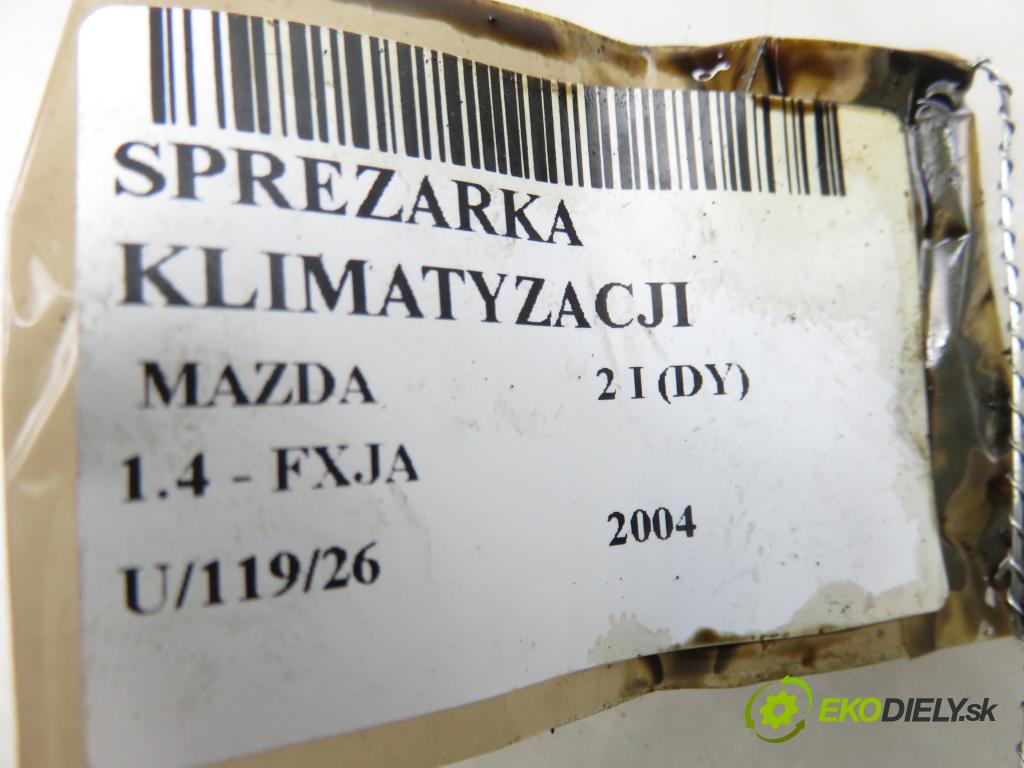 SPREZARKA
KLIMATYZACJI
MAZDA 2 I (DY)
1.4 - FXJA
2004
U/119/26
EKODIELY.sk